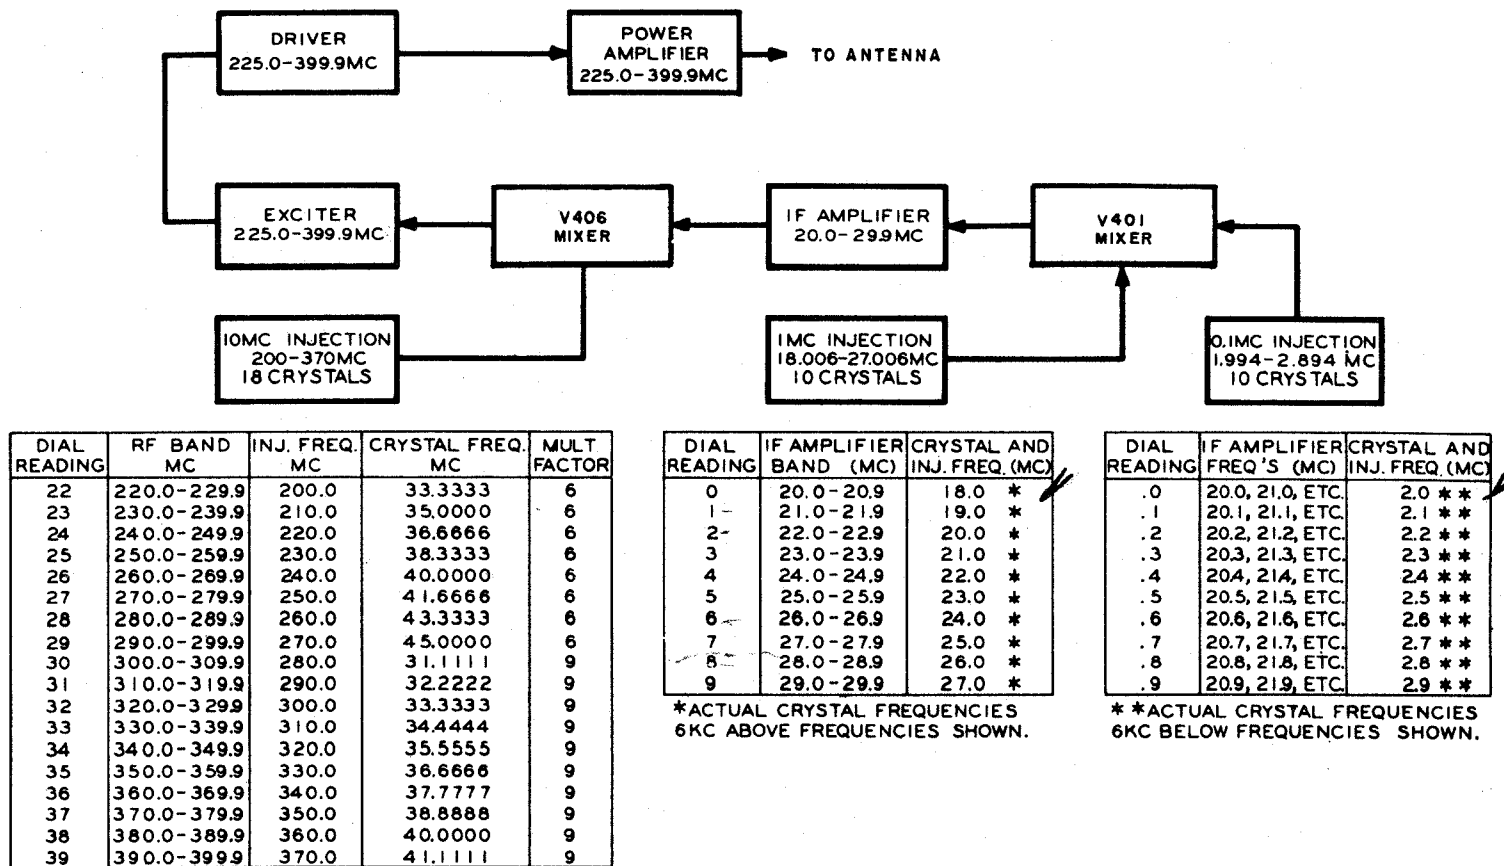 DRIVER
225.0-399.9MC
POWER
AMPLIFIER
225.0-399.9MC
TO ANTENNA
EXCITER
225.0-399.9MC
V406
MIXER
IF AMPLIFIER
20.0-29.9MC
V401
MIXER
10MC INJECTION
200-370MC
18 CRYSTALS
1MC INJECTION
18.006-27.006MC
10 CRYSTALS
0.1MC INJECTION
1.994-2.894 MC
10 CRYSTALS
DIAL READING RF BAND MC INJ. FREQ. MC CRYSTAL FREQ. MC MULT FACTOR
22 220.0-229.9 200.0 33.3333 6
23 230.0-239.9 210.0 35.0000 6
24 240.0-249.9 220.0 36.6666 6
25 250.0-259.9 230.0 38.3333 6
26 260.0-269.9 240.0 40.0000 6
27 270.0-279.9 250.0 41.6666 6
28 280.0-289.9 260.0 43.3333 6
29 290.0-299.9 270.0 45.0000 6
30 300.0-309.9 280.0 31.1111 9
31 310.0-319.9 290.0 32.2222 9
32 320.0-329.9 300.0 33.3333 9
33 330.0-339.9 310.0 34.4444 9
34 340.0-349.9 320.0 35.5555 9
35 350.0-359.9 330.0 36.6666 9
36 360.0-369.9 340.0 37.7777 9
37 370.0-379.9 350.0 38.8888 9
38 380.0-389.9 360.0 40.0000 9
39 390.0-399.9 370.0 41.1111 9
DIAL READING IF AMPLIFIER BAND (MC) CRYSTAL AND INJ. FREQ. (MC)
0 20.0-20.9 18.0 *
1 21.0-21.9 19.0 *
2 22.0-22.9 20.0 *
3 23.0-23.9 21.0 *
4 24.0-24.9 22.0 *
5 25.0-25.9 23.0 *
6 26.0-26.9 24.0 *
7 27.0-27.9 25.0 *
8 28.0-28.9 26.0 *
9 29.0-29.9 27.0 *
*ACTUAL CRYSTAL FREQUENCIES
6KC ABOVE FREQUENCIES SHOWN.
DIAL READING IF AMPLIFIER FREQ'S (MC) CRYSTAL AND INJ. FREQ. (MC)
.0 20.0, 21.0, ETC. 2.0 **
.1 20.1, 21.1, ETC. 2.1 **
.2 20.2, 21.2, ETC. 2.2 **
.3 20.3, 21.3, ETC. 2.3 **
.4 20.4, 21.4, ETC. 2.4 **
.5 20.5, 21.5, ETC. 2.5 **
.6 20.6, 21.6, ETC. 2.6 **
.7 20.7, 21.7, ETC. 2.7 **
.8 20.8, 21.8, ETC. 2.8 **
.9 20.9, 21.9, ETC. 2.9 **
**ACTUAL CRYSTAL FREQUENCIES
6KC BELOW FREQUENCIES SHOWN.